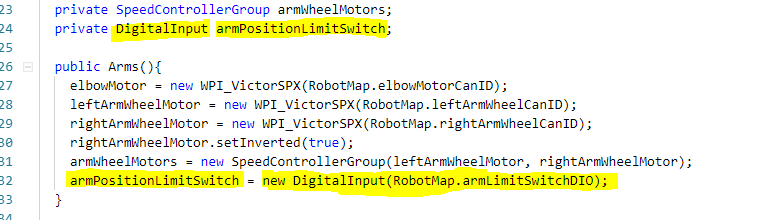 23 private SpeedControllerGroup armWheelMotors;
24 private DigitalInput armPositionLimitSwitch;
25
26 public Arms(){
27 elbowMotor = new WPI_VictorSPX(RobotMap.elbowMotorCanID);
28 leftArmWheelMotor = new WPI_VictorSPX(RobotMap.leftArmWheelCanID);
29 rightArmWheelMotor = new WPI_VictorSPX(RobotMap.rightArmWheelCanID);
30 rightArmWheelMotor.setInverted(true);
31 armWheelMotors = new SpeedControllerGroup(leftArmWheelMotor, rightArmWheelMotor);
32 armPositionLimitSwitch = new DigitalInput(RobotMap.armLimitSwitchDIO);
33 }